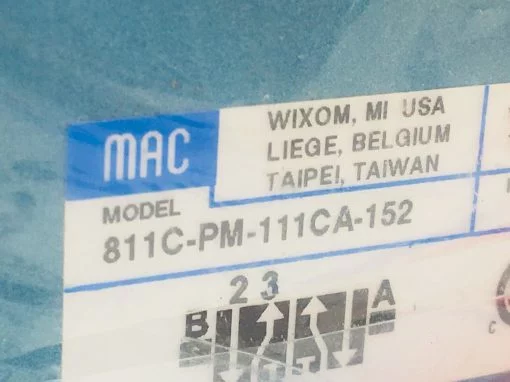 MAC
WIXOM, MI USA
LIEGE, BELGIUM
TAIPEI, TAIWAN
MODEL
811C-PM-111CA-152
2 3
B A
C